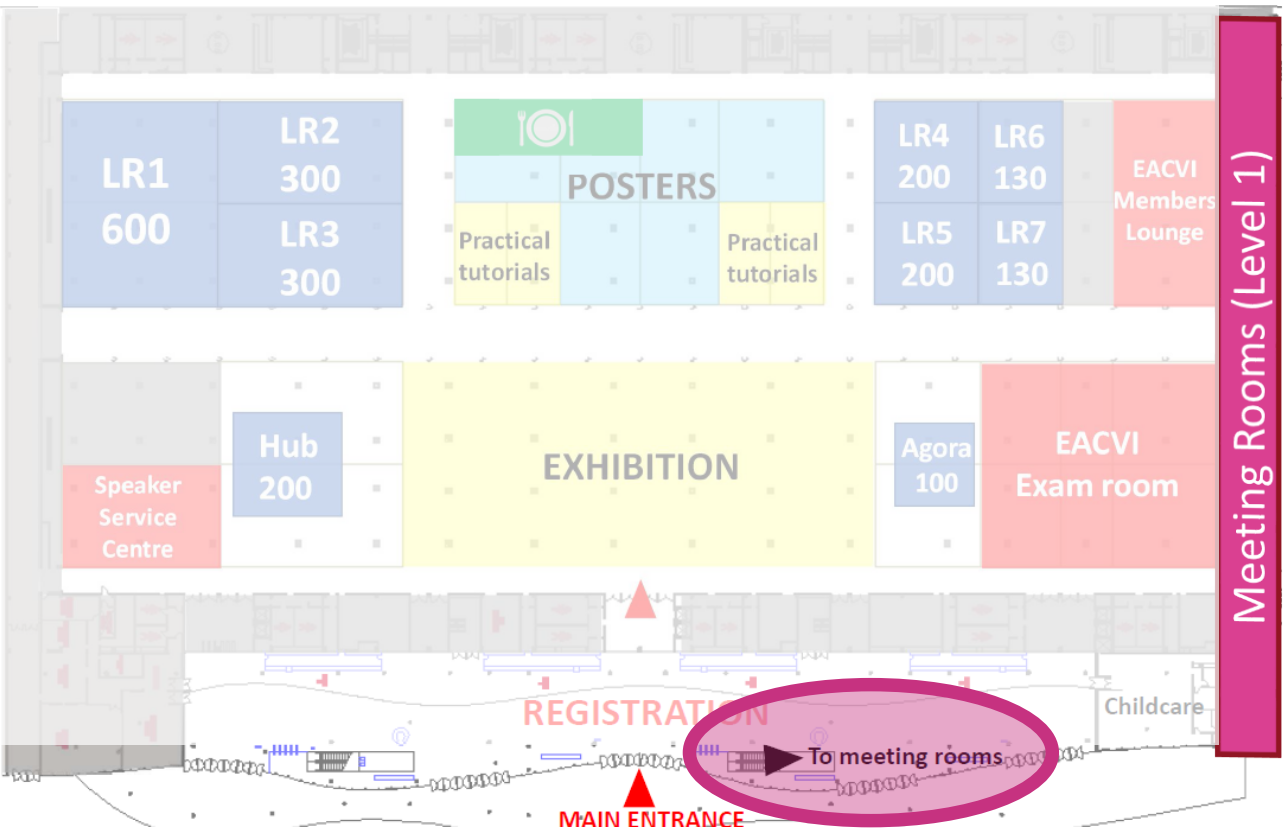 LR1
600
LR2
300
LR3
300
POSTERS
Practical
tutorials
Practical
tutorials
LR4
200
LR6
130
LR5
200
LR7
130
EACVI
Members
Lounge
Meeting Rooms (Level 1)
Speaker
Service
Centre
Hub
200
EXHIBITION
Agora
100
EACVI
Exam room
REGISTRATION
Childcare
To meeting rooms
MAIN ENTRANCE